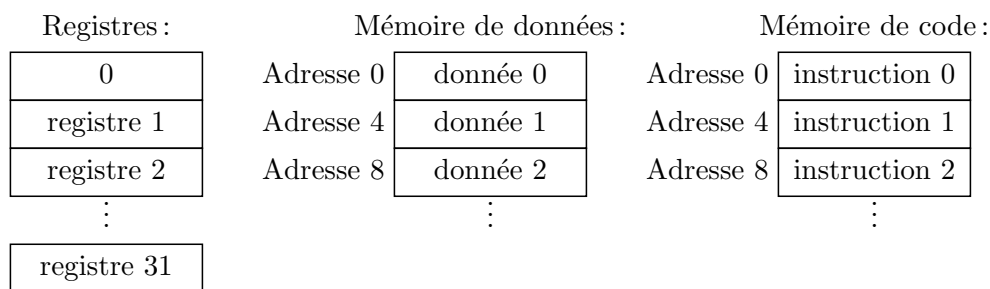 Registres :
0
registre 1
registre 2
⋮
registre 31
Mémoire de données :
Adresse 0 donnée 0
Adresse 4 donnée 1
Adresse 8 donnée 2
⋮
Mémoire de code :
Adresse 0 instruction 0
Adresse 4 instruction 1
Adresse 8 instruction 2
⋮